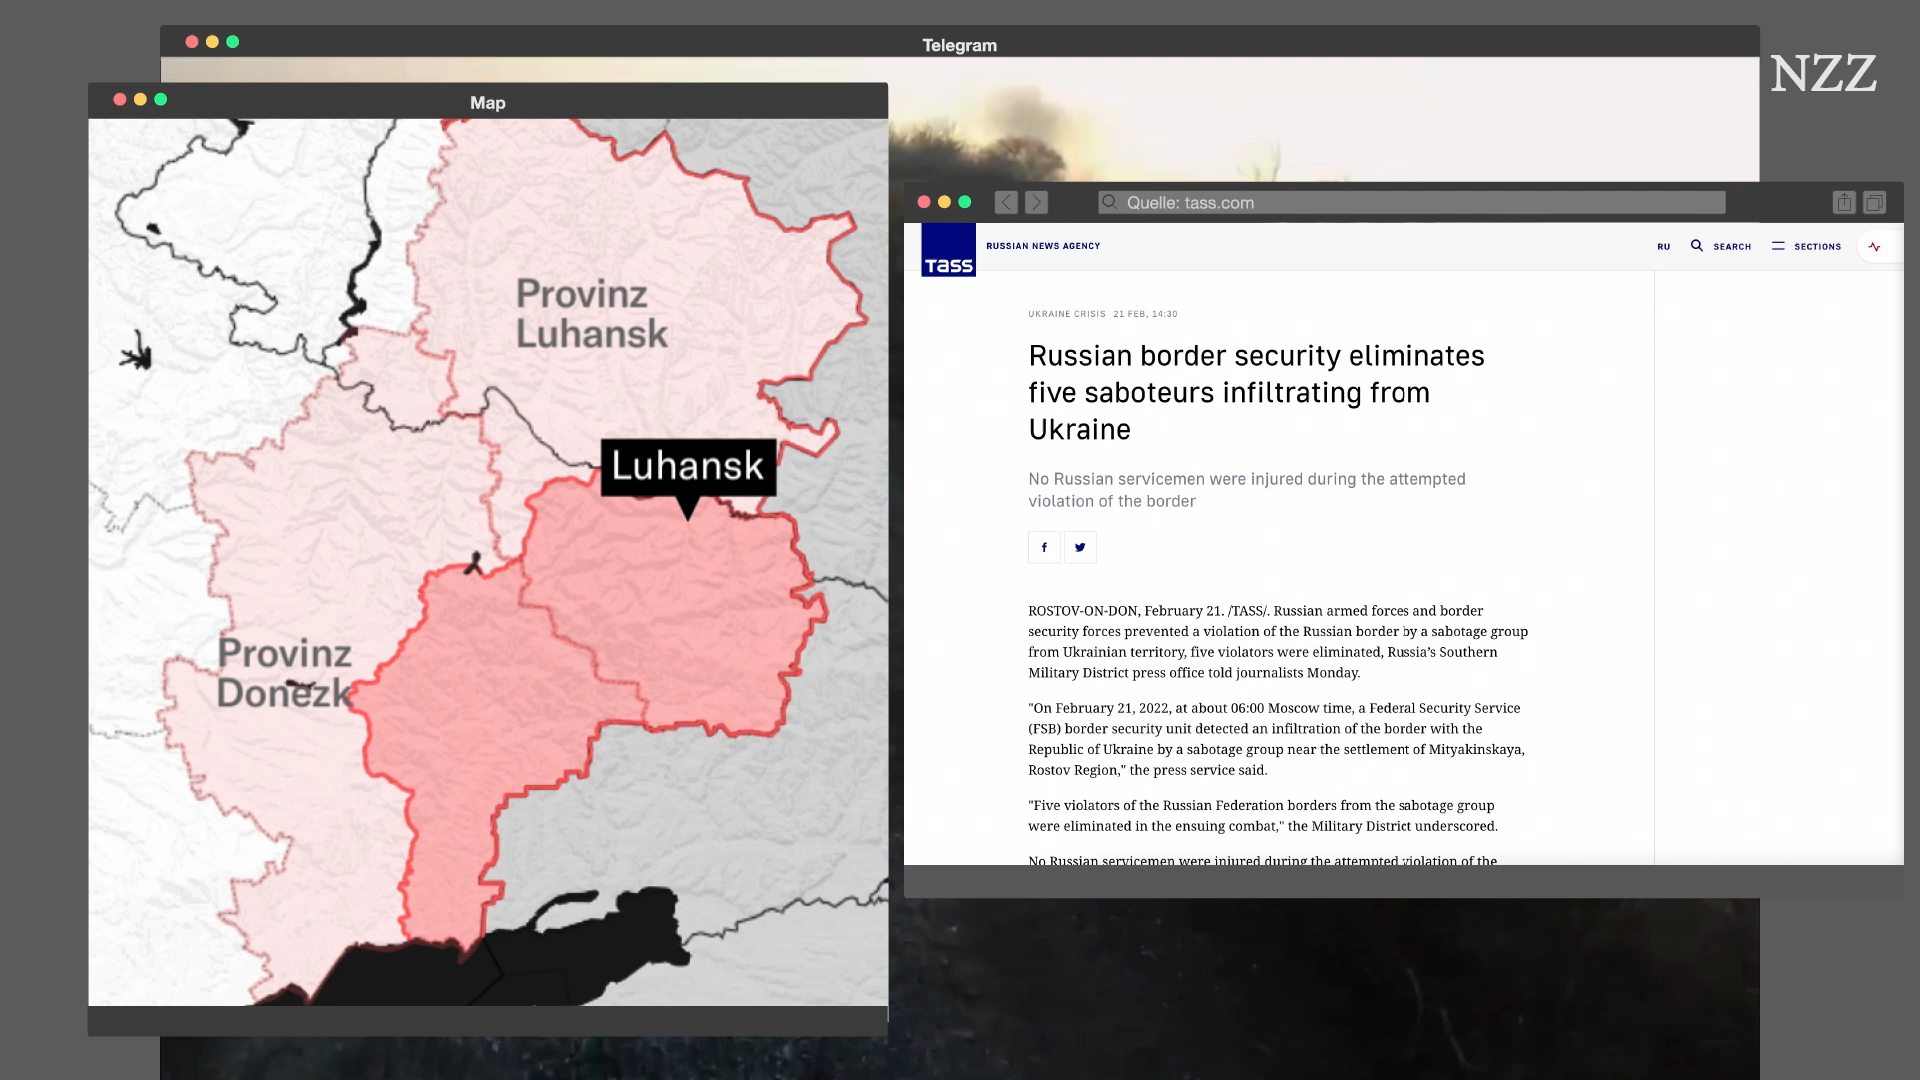 Telegram
NZZ
Map
Provinz
Luhansk
Luhansk
Provinz
Donezk
Quelle: tass.com
TASS
RUSSIAN NEWS AGENCY
RU
SEARCH
SECTIONS
UKRAINE CRISIS 21 FEB, 14:30
Russian border security eliminates
five saboteurs infiltrating from
Ukraine
No Russian servicemen were injured during the attempted
violation of the border
ROSTOV-ON-DON, February 21. /TASS/. Russian armed forces and border
security forces prevented a violation of the Russian border by a sabotage group
from Ukrainian territory, five violators were eliminated, Russia’s Southern
Military District press office told journalists Monday.
"On February 21, 2022, at about 06:00 Moscow time, a Federal Security Service
(FSB) border security unit detected an infiltration of the border with the
Republic of Ukraine by a sabotage group near the settlement of Mityakinskaya,
Rostov Region," the press service said.
"Five violators of the Russian Federation borders from the sabotage group
were eliminated in the ensuing combat," the Military District underscored.
No Russian servicemen were injured during the attempted violation of the